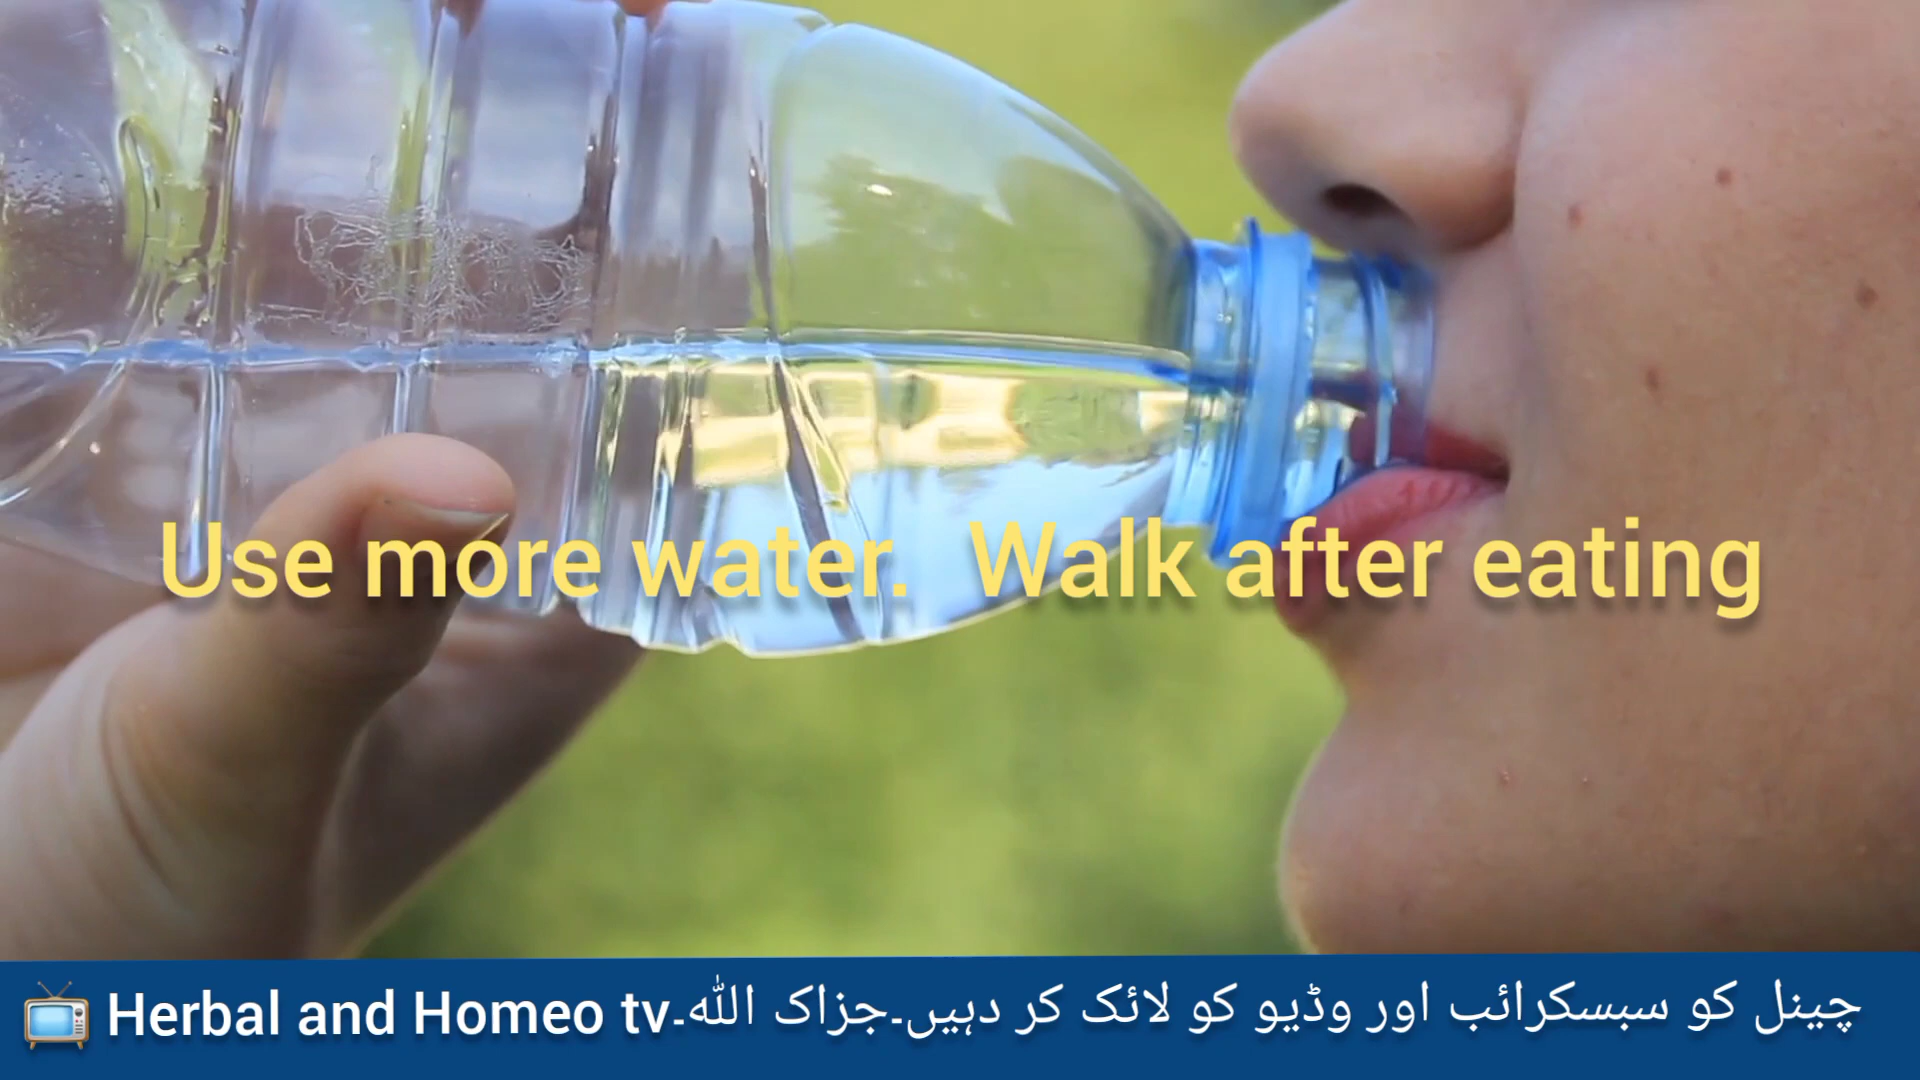 Use more water. Walk after eating
Herbal and Homeo tv۔چینل کو سبسکرائب اور وڈیو کو لائک کر دہیں۔جزاک اللہ